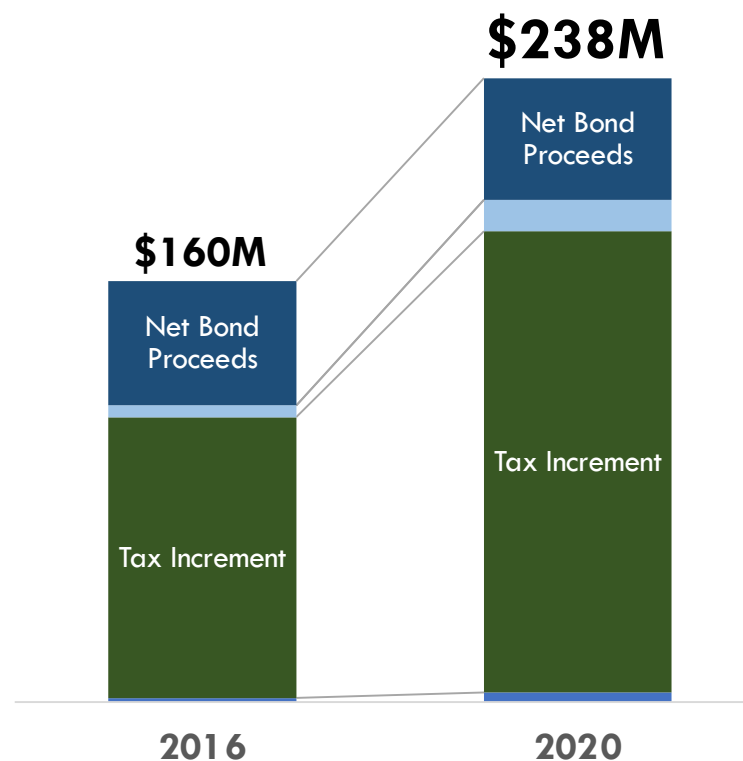 $238M
Net Bond
Proceeds
$160M
Net Bond
Proceeds
Tax Increment
Tax Increment
2016
2020